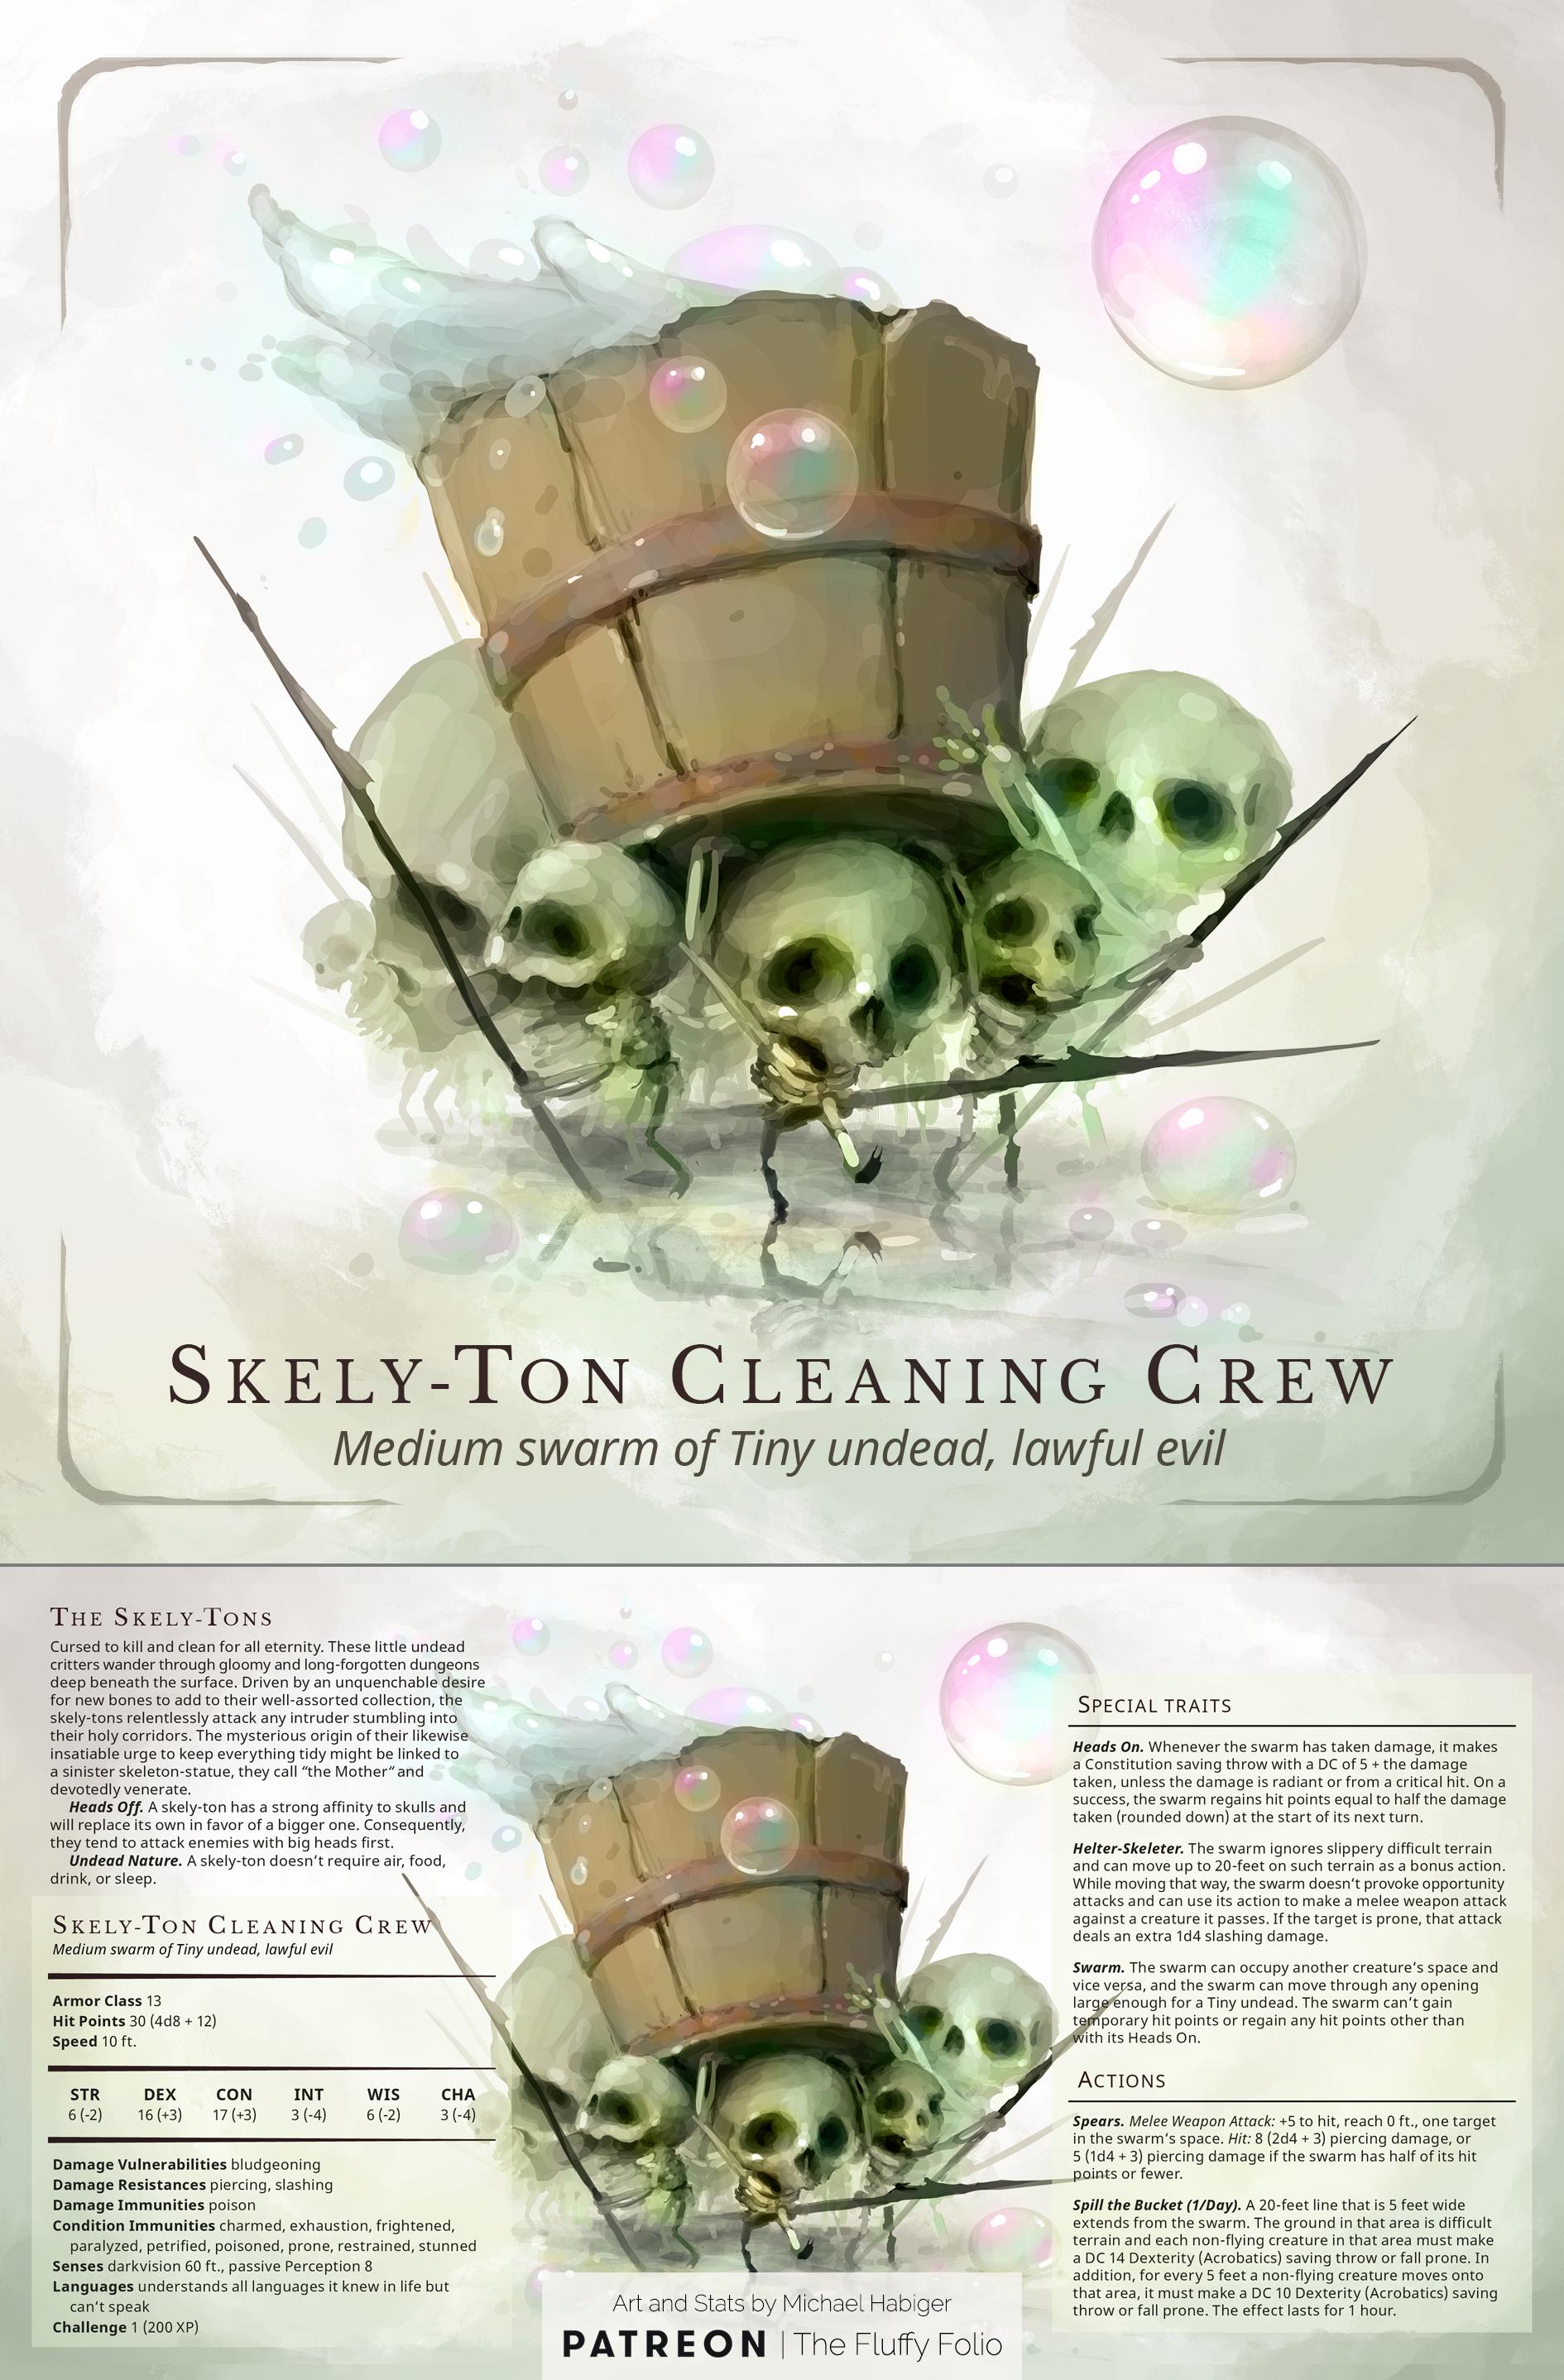 Skely-Ton Cleaning Crew
Medium swarm of Tiny undead, lawful evil
The Skely-Tons
Cursed to kill and clean for all eternity. These little undead
critters wander through gloomy and long-forgotten dungeons
deep beneath the surface. Driven by an unquenchable desire
for new bones to add to their well-assorted collection, the
skely-tons relentlessly attack any intruder stumbling into
their holy corridors. The mysterious origin of their likewise
insatiable urge to keep everything tidy might be linked to
a sinister skeleton-statue, they call “the Mother“ and
devotedly venerate.
Heads Off. A skely-ton has a strong affinity to skulls and
will replace its own in favor of a bigger one. Consequently,
they tend to attack enemies with big heads first.
Undead Nature. A skely-ton doesn‘t require air, food,
drink, or sleep.
Skely-Ton Cleaning Crew
Medium swarm of Tiny undead, lawful evil
Armor Class 13
Hit Points 30 (4d8 + 12)
Speed 10 ft.
STR DEX CON INT WIS CHA
6 (-2) 16 (+3) 17 (+3) 3 (-4) 6 (-2) 3 (-4)
Damage Vulnerabilities bludgeoning
Damage Resistances piercing, slashing
Damage Immunities poison
Condition Immunities charmed, exhaustion, frightened,
paralyzed, petrified, poisoned, prone, restrained, stunned
Senses darkvision 60 ft., passive Perception 8
Languages understands all languages it knew in life but
can‘t speak
Challenge 1 (200 XP)
Special traits
Heads On. Whenever the swarm has taken damage, it makes
a Constitution saving throw with a DC of 5 + the damage
taken, unless the damage is radiant or from a critical hit. On a
success, the swarm regains hit points equal to half the damage
taken (rounded down) at the start of its next turn.
Helter-Skeleter. The swarm ignores slippery difficult terrain
and can move up to 20-feet on such terrain as a bonus action.
While moving that way, the swarm doesn‘t provoke opportunity
attacks and can use its action to make a melee weapon attack
against a creature it passes. If the target is prone, that attack
deals an extra 1d4 slashing damage.
Swarm. The swarm can occupy another creature‘s space and
vice versa, and the swarm can move through any opening
large enough for a Tiny undead. The swarm can‘t gain
temporary hit points or regain any hit points other than
with its Heads On.
Actions
Spears. Melee Weapon Attack: +5 to hit, reach 0 ft., one target
in the swarm‘s space. Hit: 8 (2d4 + 3) piercing damage, or
5 (1d4 + 3) piercing damage if the swarm has half of its hit
points or fewer.
Spill the Bucket (1/Day). A 20-feet line that is 5 feet wide
extends from the swarm. The ground in that area is difficult
terrain and each non-flying creature in that area must make
a DC 14 Dexterity (Acrobatics) saving throw or fall prone. In
addition, for every 5 feet a non-flying creature moves onto
that area, it must make a DC 10 Dexterity (Acrobatics) saving
throw or fall prone. The effect lasts for 1 hour.
Art and Stats by Michael Habiger
PATREON | The Fluffy Folio